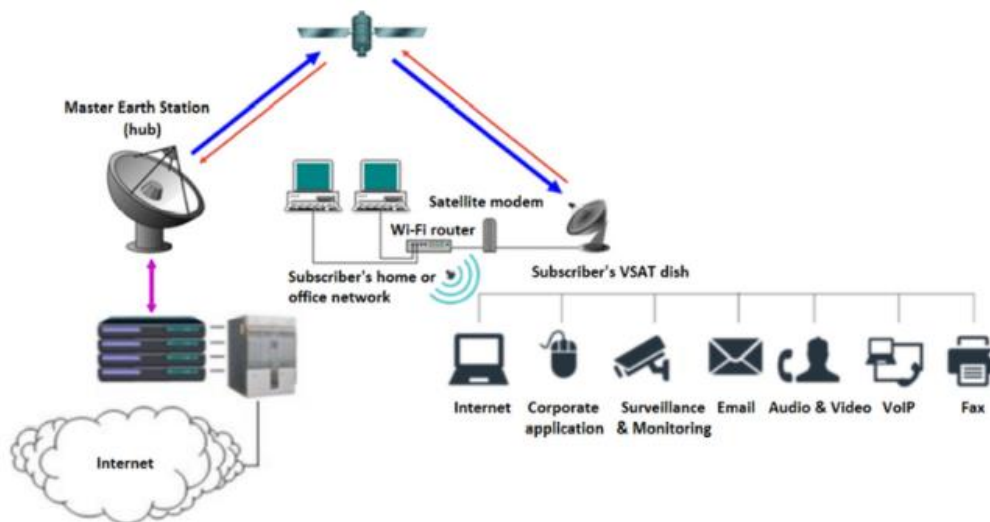 Master Earth Station
(hub)
Satellite modem
Wi-Fi router
Subscriber's home or
office network
Subscriber's VSAT dish
Internet
Corporate
application
Surveillance
& Monitoring
Email
Audio & Video
VoIP
Fax
Internet